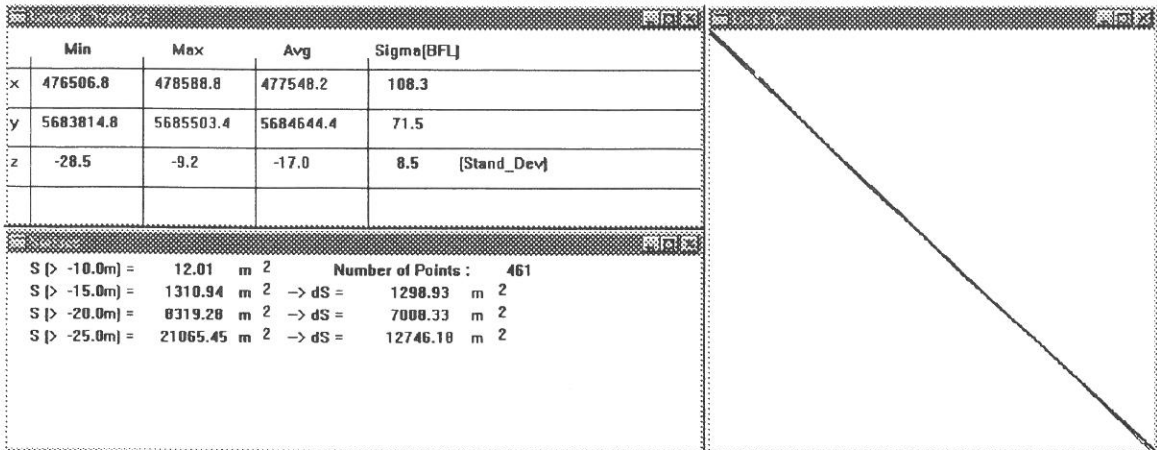 Min Max Avg Sigma(BFL)
x 476506.8 478588.8 477548.2 108.3
y 5683814.8 5685503.4 5684644.4 71.5
z -28.5 -9.2 -17.0 8.5 (Stand_Dev)
S (> -10.0m) = 12.01 m 2 Number of Points : 461
S (> -15.0m) = 1310.94 m 2 -> dS = 1298.93 m 2
S (> -20.0m) = 8319.28 m 2 -> dS = 7008.33 m 2
S (> -25.0m) = 21065.45 m 2 -> dS = 12746.18 m 2